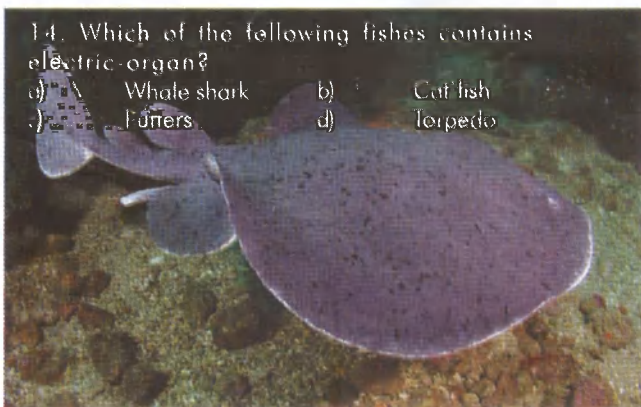 14. Which of the following fishes contains
electric-organ?
a) Whale shark b) Cat fish
c) Puffers d) Torpedo